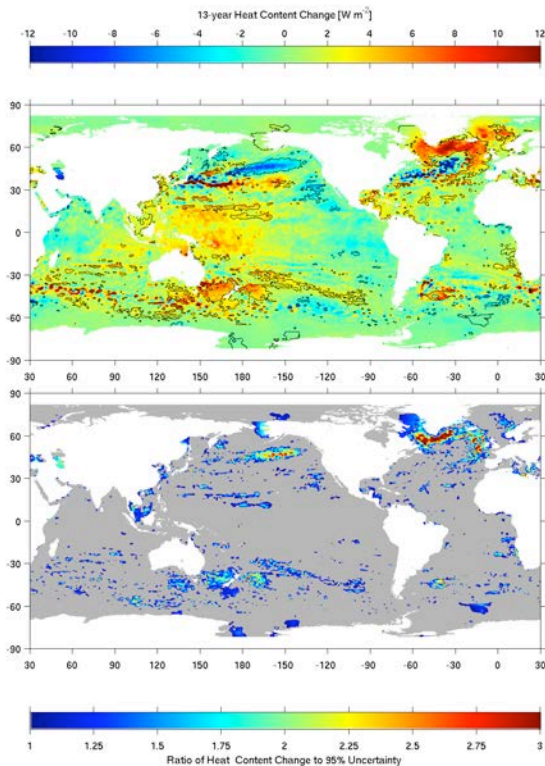 13-year Heat Content Change [W m⁻²]
-12 -10 -8 -6 -4 -2 0 2 4 6 8 10 12
90
60
30
0
-30
-60
-90
30 60 90 120 150 180 -150 -120 -90 -60 -30 0 30
90
60
30
0
-30
-60
-90
30 60 90 120 150 180 -150 -120 -90 -60 -30 0 30
1 1.25 1.5 1.75 2 2.25 2.5 2.75 3
Ratio of Heat Content Change to 95% Uncertainty